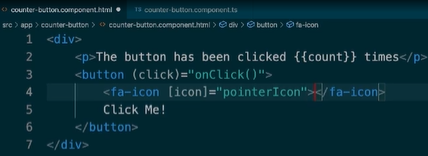 counter-button.component.html
counter-button.component.ts
src > app > counter-button > counter-button.component.html > div > button > fa-icon
1 <div>
2 <p>The button has been clicked {{count}} times</p>
3 <button (click)="onClick()">
4 <fa-icon [icon]="pointerIcon"></fa-icon>
5 Click Me!
6 </button>
7 </div>